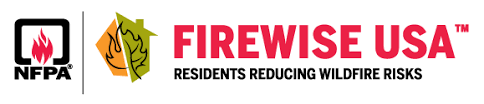 NFPA®
FIREWISE USA™
RESIDENTS REDUCING WILDFIRE RISKS